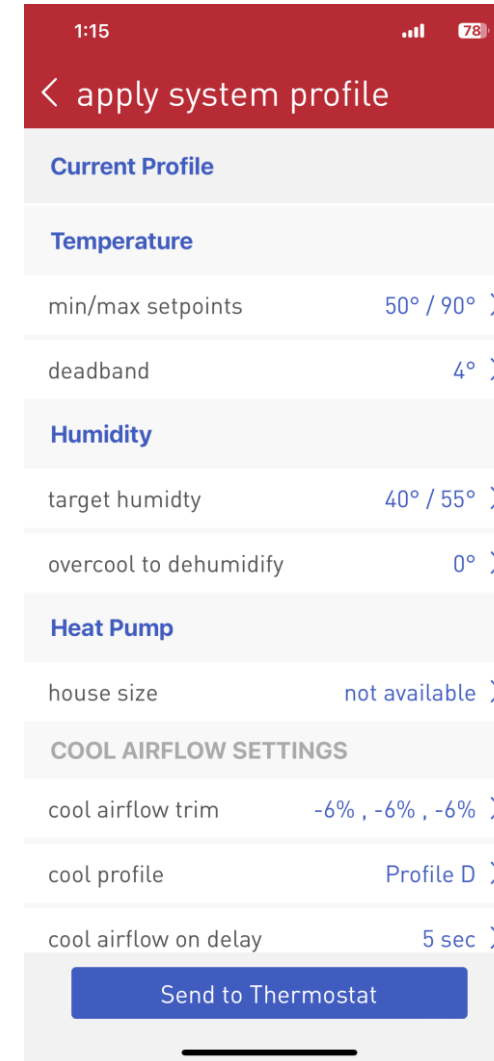 1:15
78
apply system profile
Current Profile
Temperature
min/max setpoints 50° / 90°
deadband 4°
Humidity
target humidty 40° / 55°
overcool to dehumidify 0°
Heat Pump
house size not available
COOL AIRFLOW SETTINGS
cool airflow trim -6% , -6% , -6%
cool profile Profile D
cool airflow on delay 5 sec
Send to Thermostat